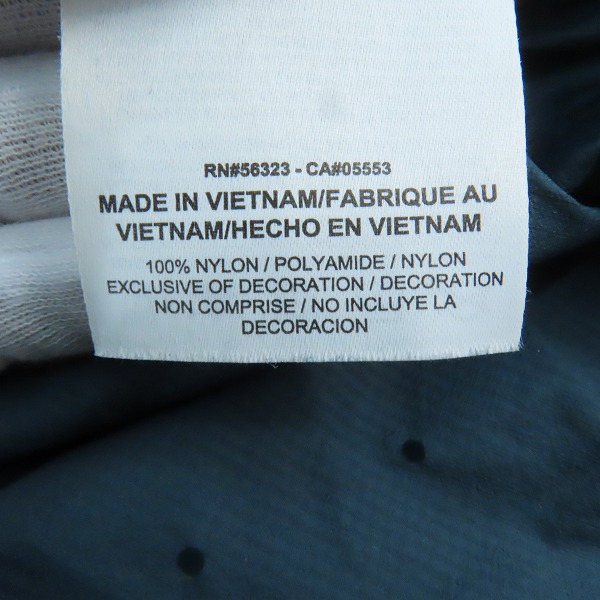 RN#56323 - CA#05553
MADE IN VIETNAM/FABRIQUE AU
VIETNAM/HECHO EN VIETNAM
100% NYLON / POLYAMIDE / NYLON
EXCLUSIVE OF DECORATION / DECORATION
NON COMPRISE / NO INCLUYE LA
DECORACION